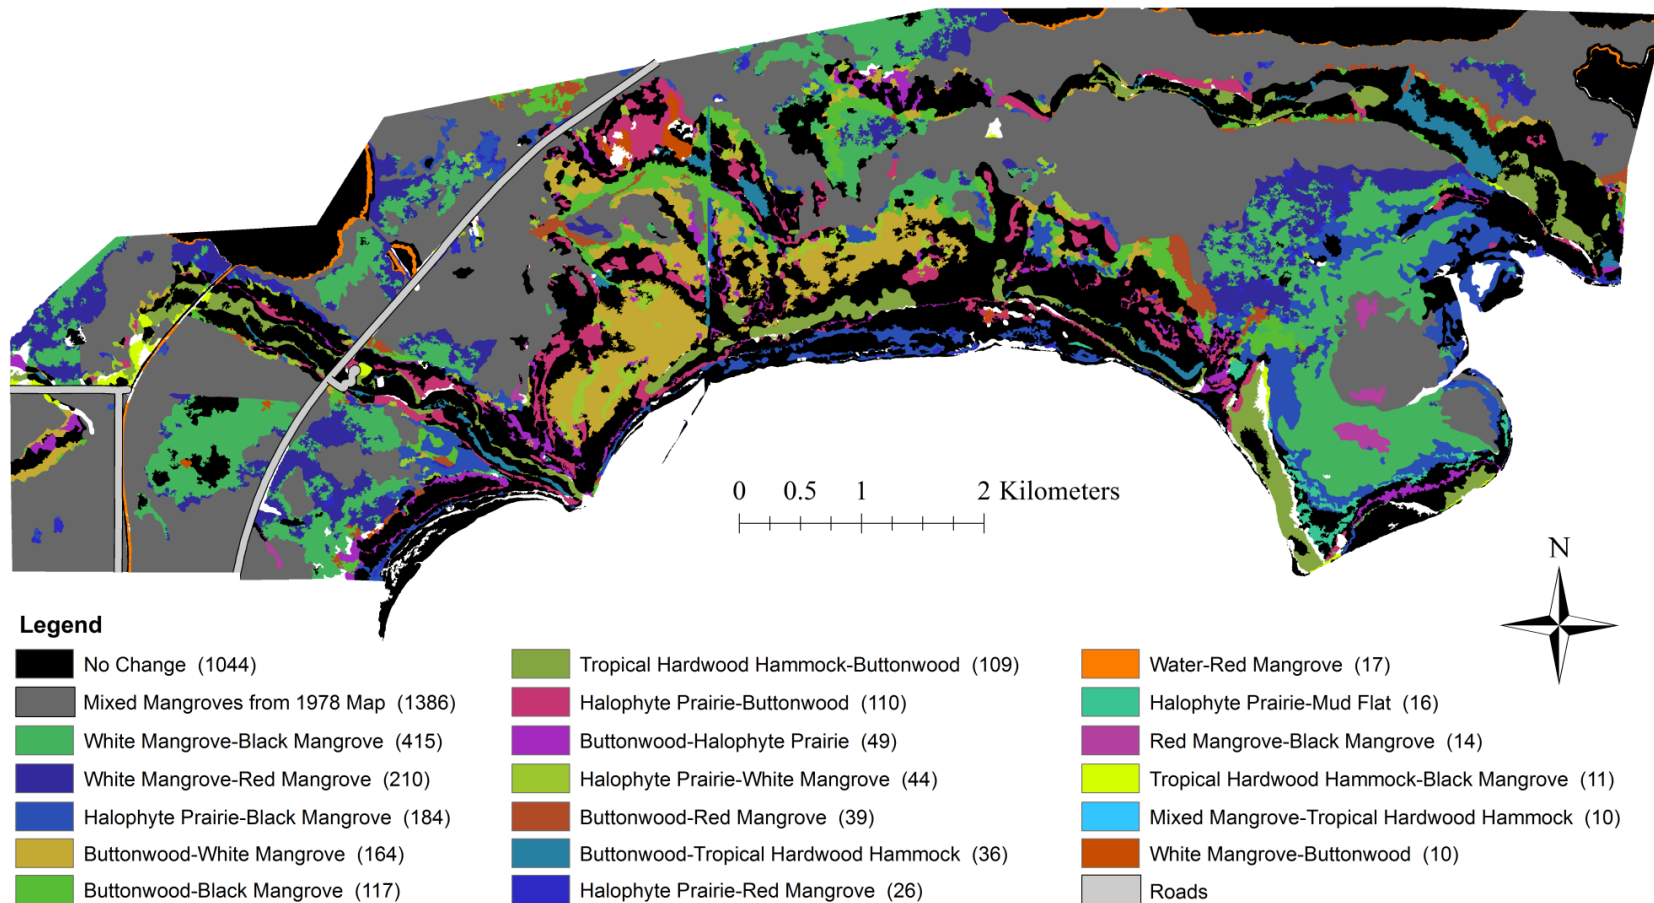 0 0.5 1 2 Kilometers
N
Legend
No Change (1044)
Mixed Mangroves from 1978 Map (1386)
White Mangrove-Black Mangrove (415)
White Mangrove-Red Mangrove (210)
Halophyte Prairie-Black Mangrove (184)
Buttonwood-White Mangrove (164)
Buttonwood-Black Mangrove (117)
Tropical Hardwood Hammock-Buttonwood (109)
Halophyte Prairie-Buttonwood (110)
Buttonwood-Halophyte Prairie (49)
Halophyte Prairie-White Mangrove (44)
Buttonwood-Red Mangrove (39)
Buttonwood-Tropical Hardwood Hammock (36)
Halophyte Prairie-Red Mangrove (26)
Water-Red Mangrove (17)
Halophyte Prairie-Mud Flat (16)
Red Mangrove-Black Mangrove (14)
Tropical Hardwood Hammock-Black Mangrove (11)
Mixed Mangrove-Tropical Hardwood Hammock (10)
White Mangrove-Buttonwood (10)
Roads